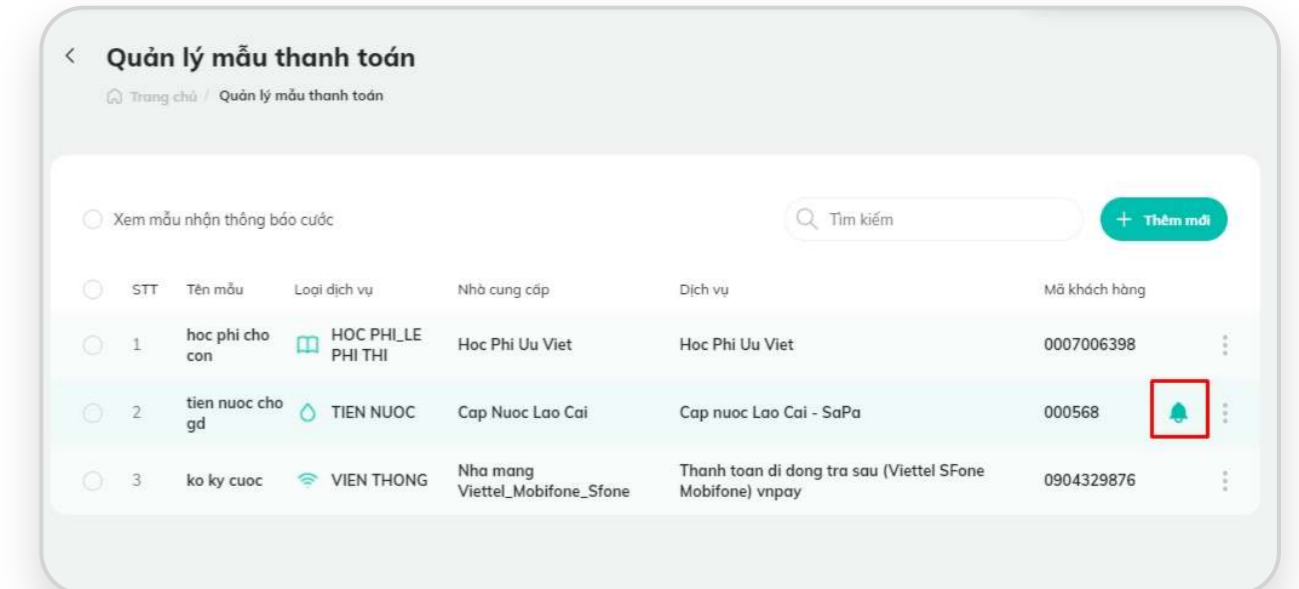 Quản lý mẫu thanh toán
Trang chủ / Quản lý mẫu thanh toán
Xem mẫu nhận thông báo cước
Tìm kiếm
+ Thêm mới
STT Tên mẫu Loại dịch vụ Nhà cung cấp Dịch vụ Mã khách hàng
1 hoc phi cho con HOC PHI_LE PHI THI Hoc Phi Uu Viet Hoc Phi Uu Viet 0007006398
2 tien nuoc cho gd TIEN NUOC Cap Nuoc Lao Cai Cap nuoc Lao Cai - SaPa 000568
3 ko ky cuoc VIEN THONG Nha mang Viettel_Mobifone_Sfone Thanh toan di dong tra sau (Viettel SFone Mobifone) vnpay 0904329876